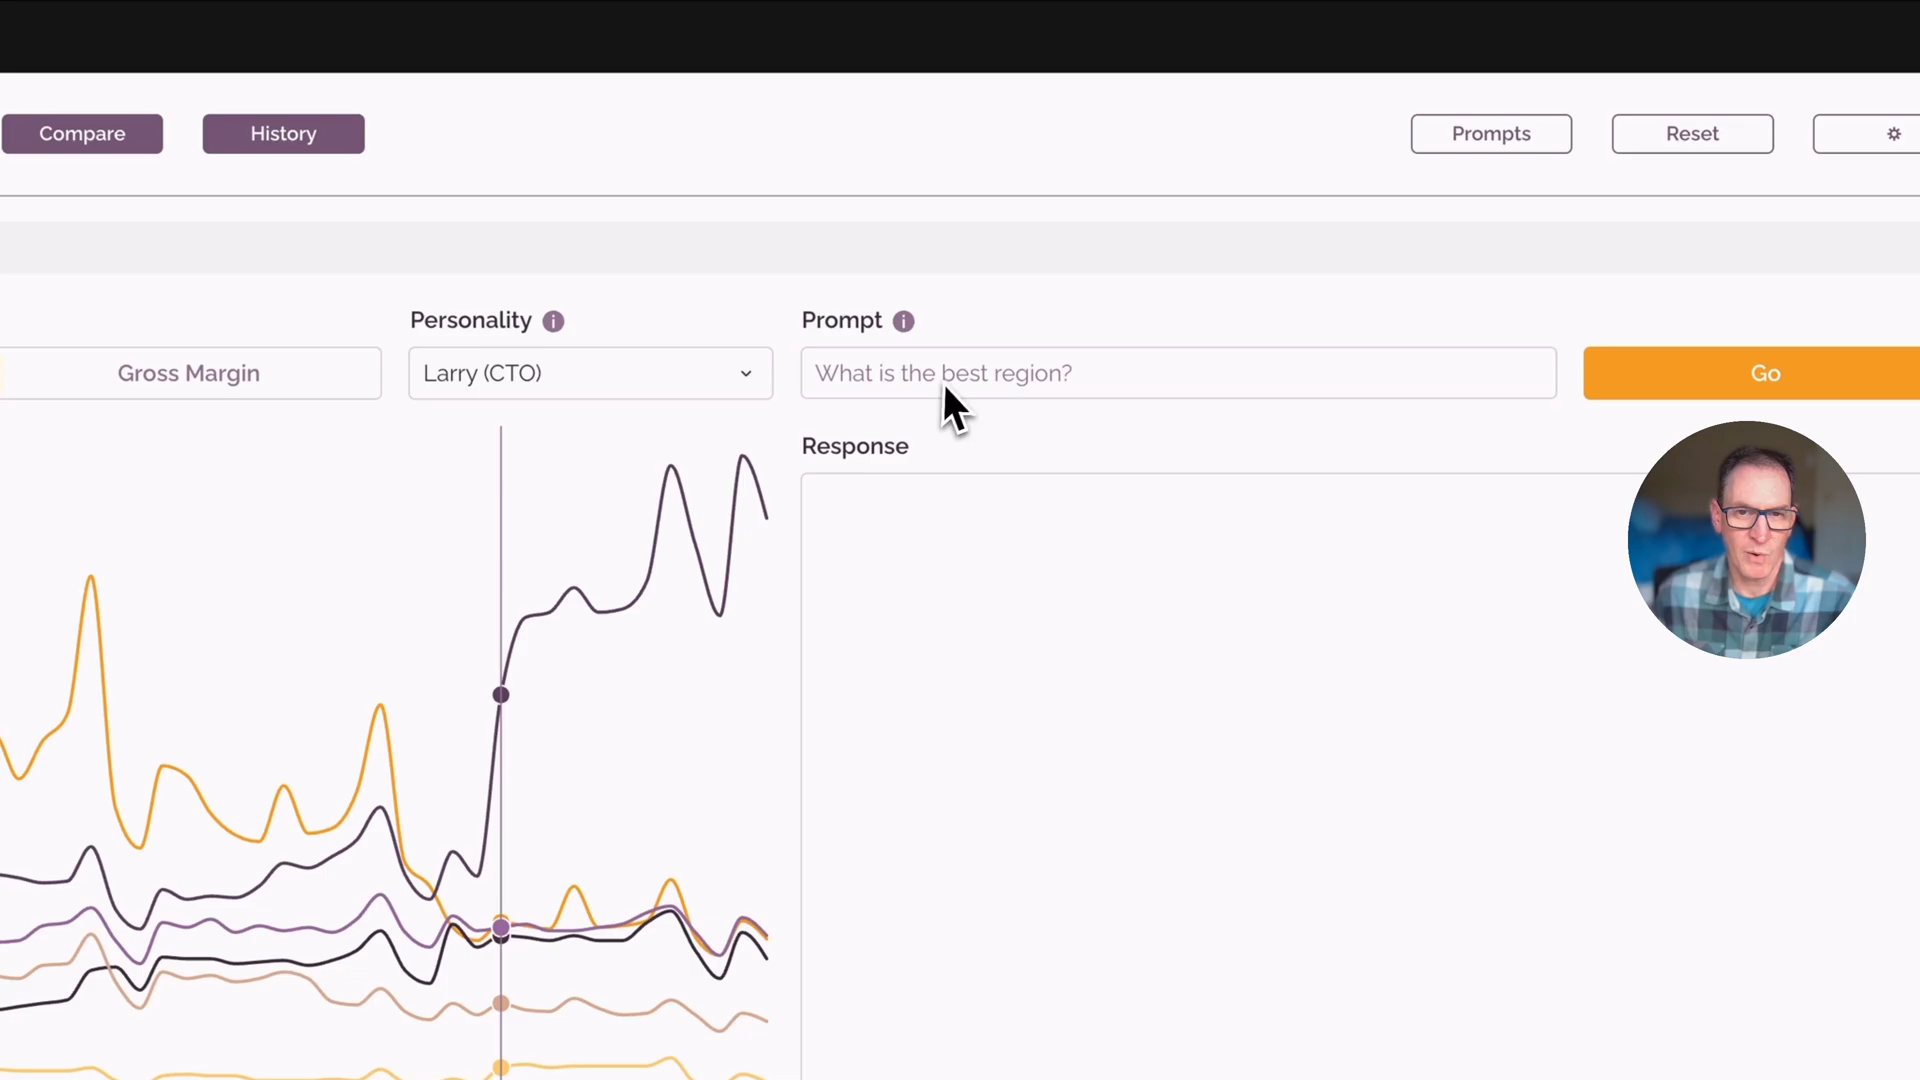 Compare
History
Prompts
Reset
Personality
Prompt
Gross Margin
Larry (CTO)
What is the best region?
Go
Response